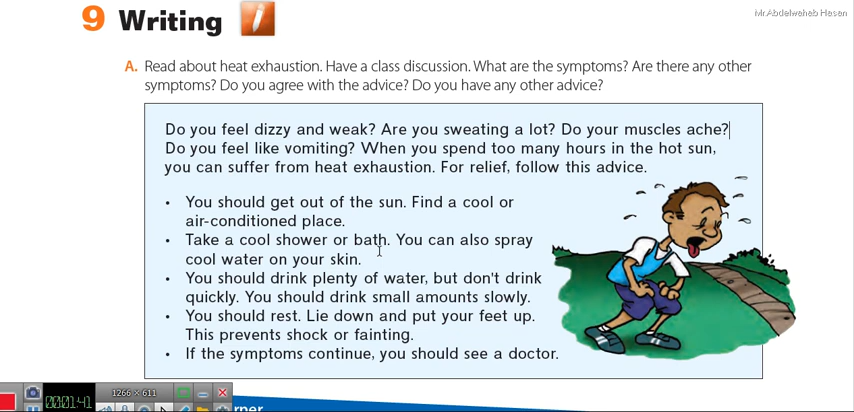 9 Writing
Mr.Abdelwahab Hasan
A. Read about heat exhaustion. Have a class discussion. What are the symptoms? Are there any other
symptoms? Do you agree with the advice? Do you have any other advice?
Do you feel dizzy and weak? Are you sweating a lot? Do your muscles ache?
Do you feel like vomiting? When you spend too many hours in the hot sun,
you can suffer from heat exhaustion. For relief, follow this advice.
• You should get out of the sun. Find a cool or
air-conditioned place.
• Take a cool shower or bath. You can also spray
cool water on your skin.
• You should drink plenty of water, but don't drink
quickly. You should drink small amounts slowly.
• You should rest. Lie down and put your feet up.
This prevents shock or fainting.
• If the symptoms continue, you should see a doctor.
1266 × 611
000:1:41